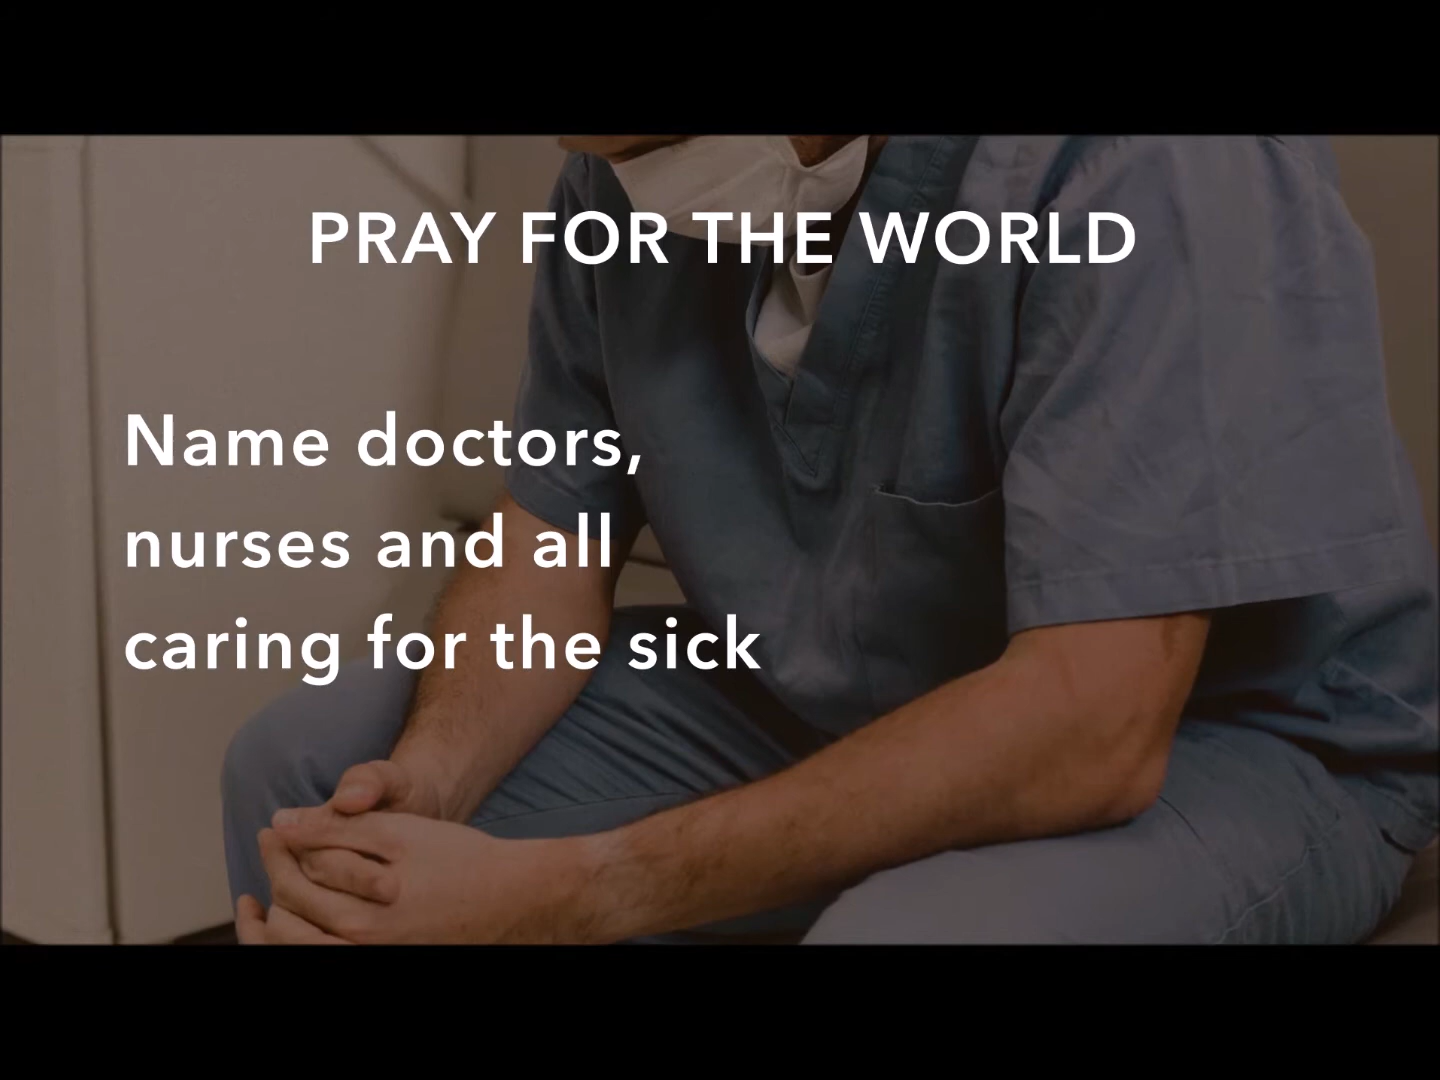 PRAY FOR THE WORLD
Name doctors,
nurses and all
caring for the sick